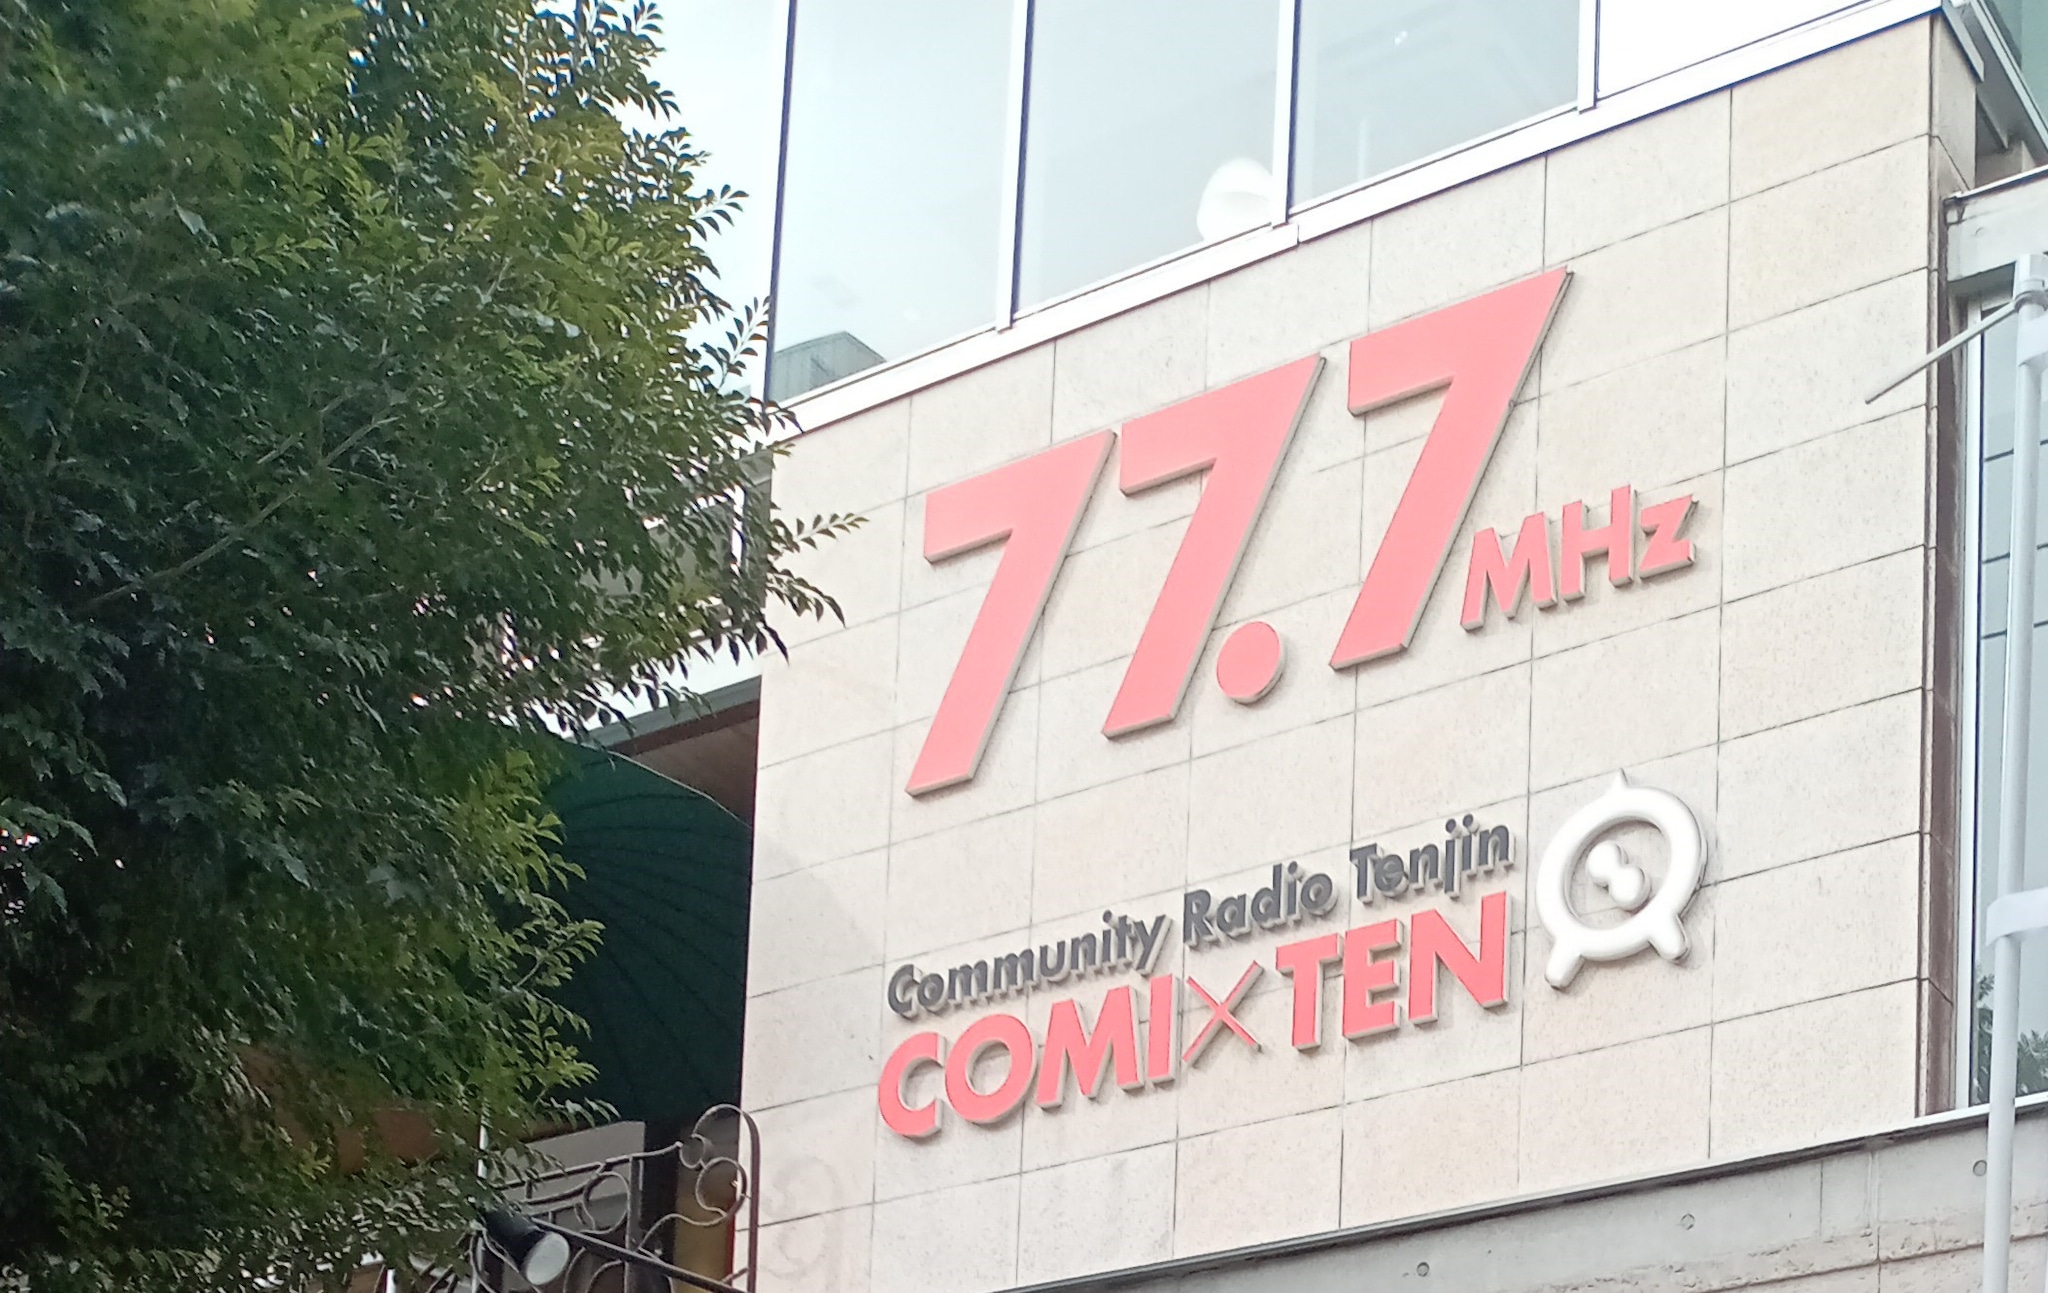 77.7MHz
Community Radio Tenjin
COMI×TEN